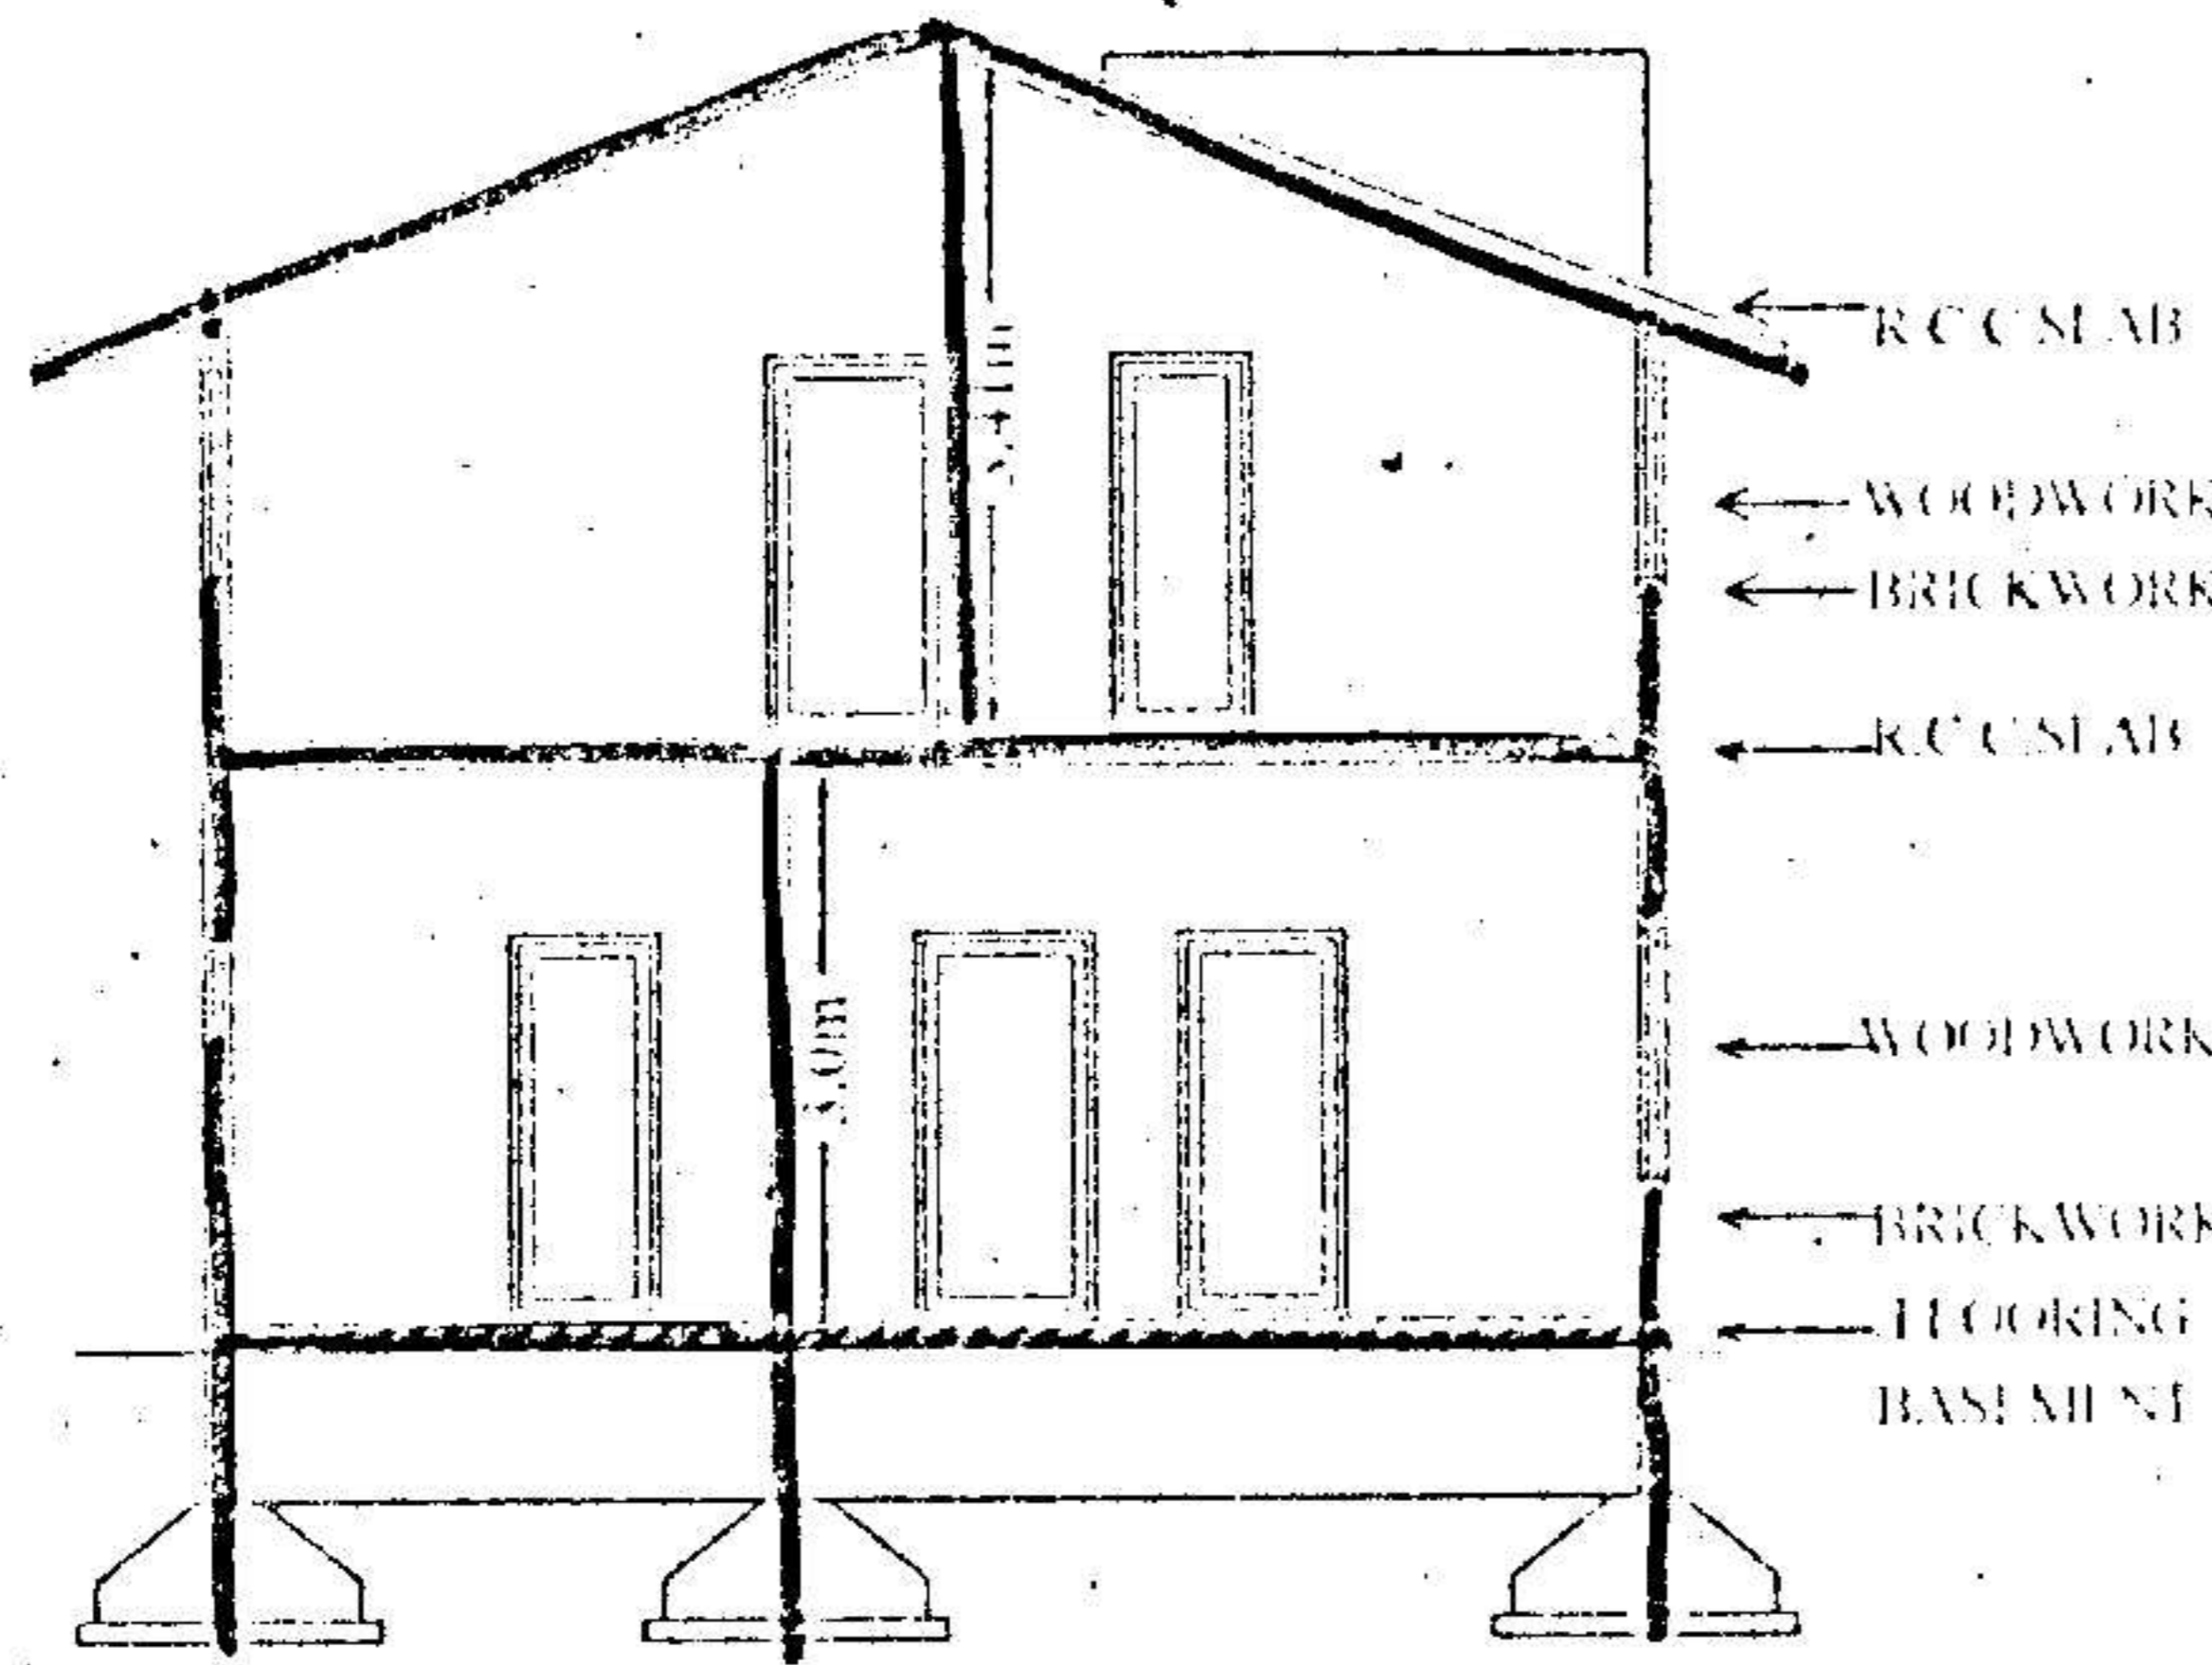 R C C SLAB
WOODWORK
BRICKWORK
R.C C SLAB
WOODWORK
BRICKWORK
FLOORING
BASEMENT
3.0m